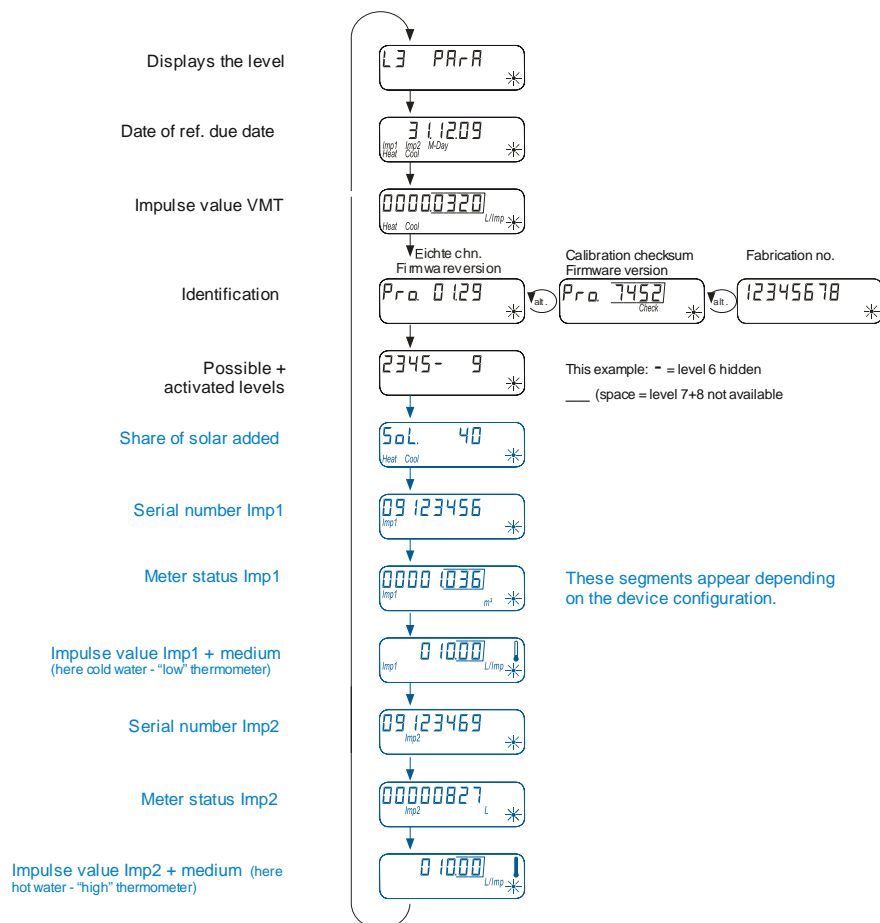 Displays the level
L3 PArA
Date of ref. due date
31.12.09
Imp1 Imp2 M-Day
Heat Cool
Impulse value VMT
0000.0320
L/Imp
Heat Cool
Eichte chn.
Firmwareversion
Calibration checksum
Firmware version
Fabrication no.
Identification
Pro. 01.29
alt.
Pro. 7452
Check
alt.
12345678
Possible +
activated levels
2345- 9
This example: - = level 6 hidden
___ (space = level 7+8 not available
Share of solar added
SoL. 40
Heat Cool
Serial number Imp1
09123456
Imp1
Meter status Imp1
00001.036
Imp1
m³
These segments appear depending
on the device configuration.
Impulse value Imp1 + medium
(here cold water - “low” thermometer)
010.00
Imp1
L/Imp
Serial number Imp2
09123469
Imp2
Meter status Imp2
00000827
Imp2
L
Impulse value Imp2 + medium (here
hot water - “high” thermometer)
010.00
L/Imp